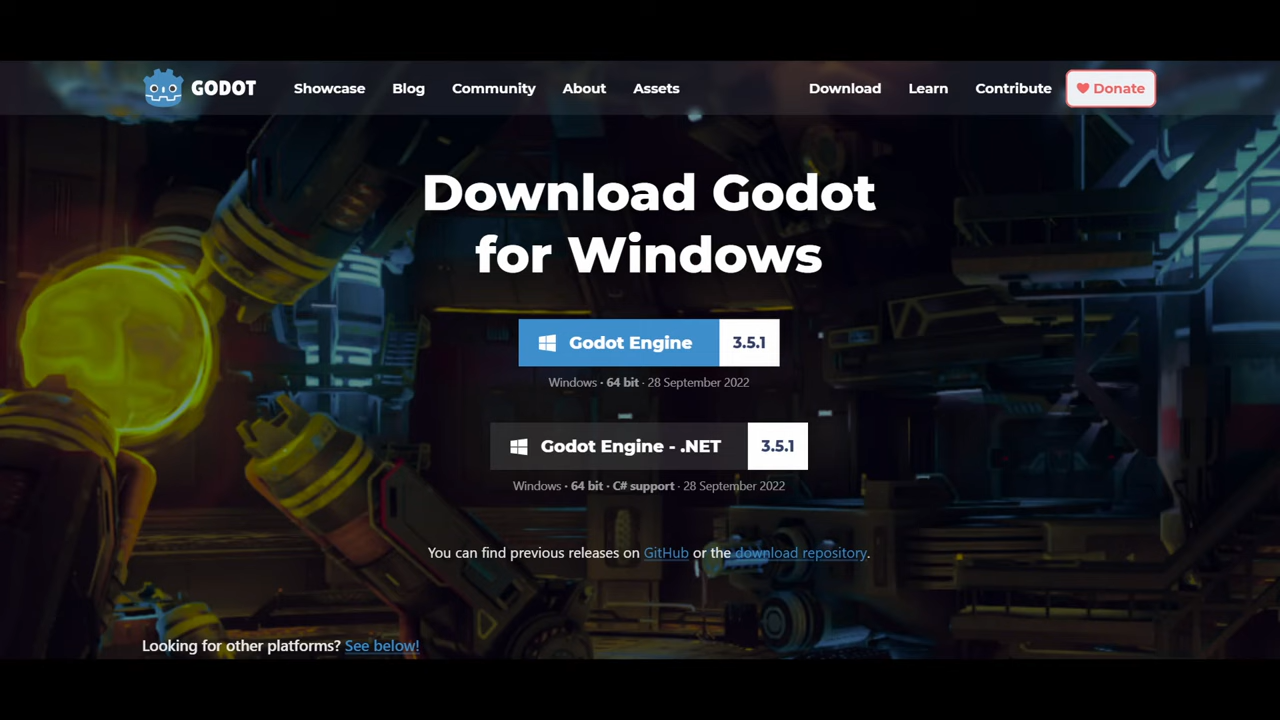 GODOT Showcase Blog Community About Assets Download Learn Contribute Donate
Download Godot
for Windows
Godot Engine 3.5.1
Windows · 64 bit · 28 September 2022
Godot Engine - .NET 3.5.1
Windows · 64 bit · C# support · 28 September 2022
You can find previous releases on GitHub or the download repository.
Looking for other platforms? See below!